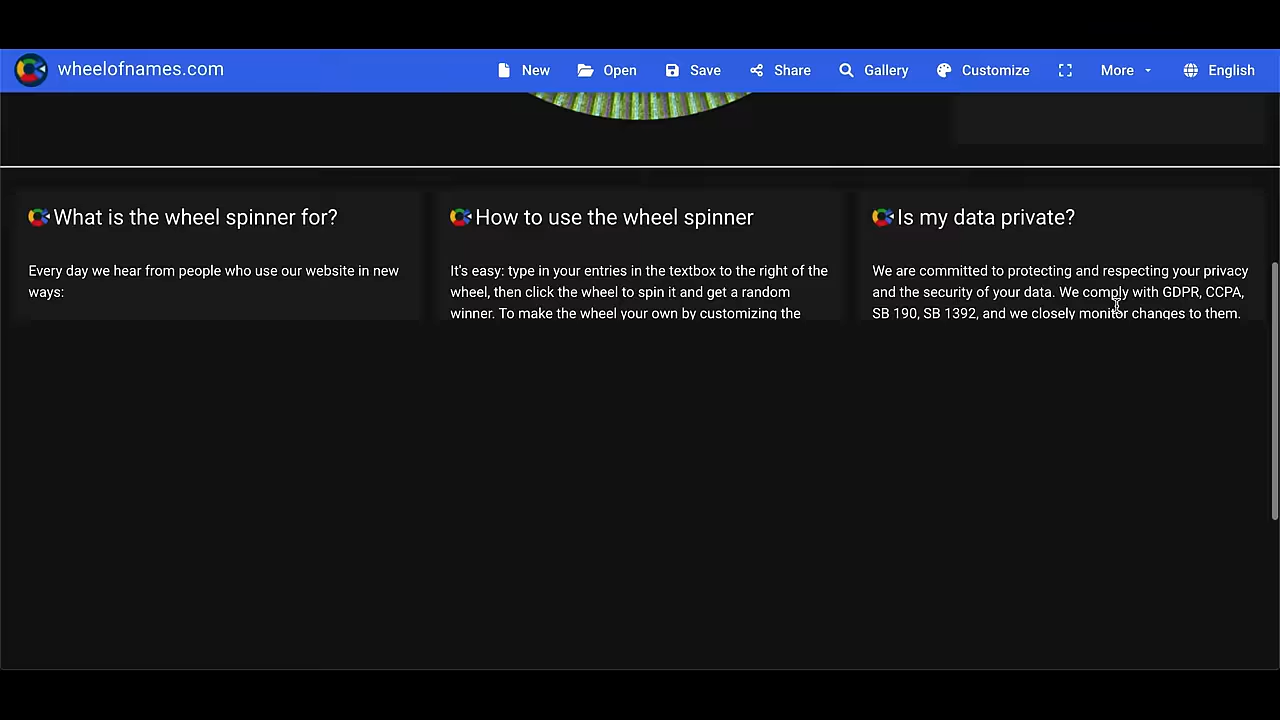 wheelofnames.com
New
Open
Save
Share
Gallery
Customize
More
English
What is the wheel spinner for?
Every day we hear from people who use our website in new
ways:
How to use the wheel spinner
It's easy: type in your entries in the textbox to the right of the
wheel, then click the wheel to spin it and get a random
winner. To make the wheel your own by customizing the
Is my data private?
We are committed to protecting and respecting your privacy
and the security of your data. We comply with GDPR, CCPA,
SB 190, SB 1392, and we closely monitor changes to them.